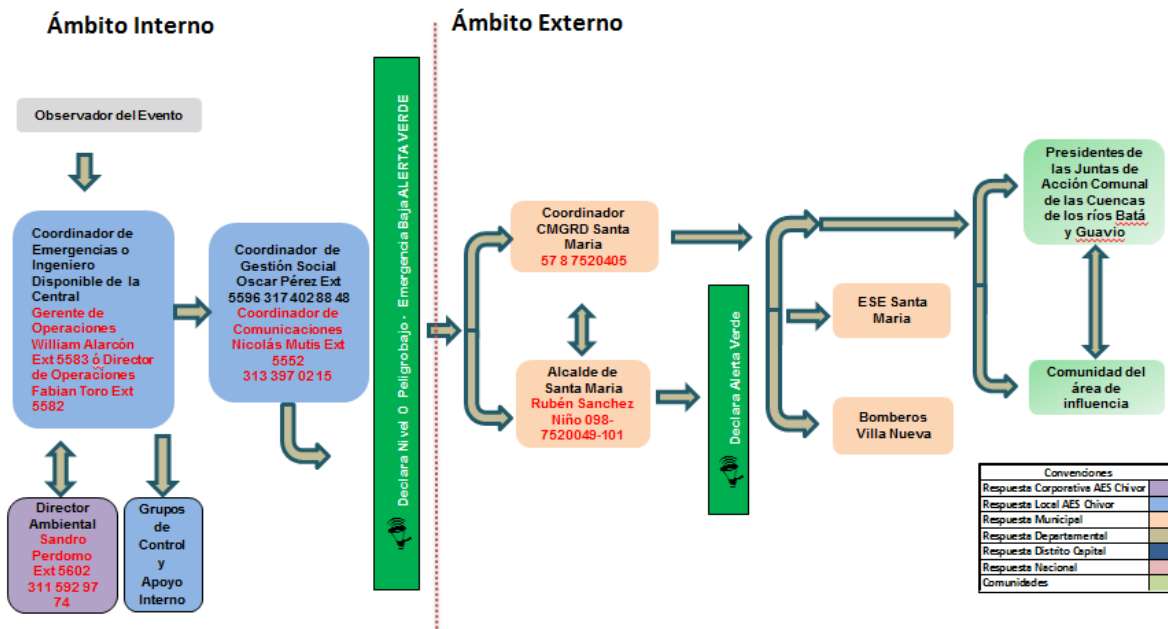 Ámbito Interno
Ámbito Externo
Observador del Evento
Coordinador de
Emergencias o
Ingeniero
Disponible de la
Central
Gerente de
Operaciones
William Alarcón
Ext 5583 ó Director
de Operaciones
Fabian Toro Ext
5582
Coordinador de
Gestión Social
Oscar Pérez Ext
5596 317 402 88 48
Coordinador de
Comunicaciones
Nicolás Mutis Ext
5552
313 397 02 15
Director
Ambiental
Sandro
Perdomo
Ext 5602
311 592 97
74
Grupos
de
Control
y
Apoyo
Interno
Declara Nivel 0 Peligrobajo - Emergencia Baja ALERTA VERDE
Coordinador
CMGRD Santa
Maria
57 8 7520405
Alcalde de
Santa Maria
Rubén Sanchez
Niño 098-
7520049-101
Declara Alerta Verde
ESE Santa
Maria
Bomberos
Villa Nueva
Presidentes de
las Juntas de
Acción Comunal
de las Cuencas
de los ríos Batá
y Guavio
Comunidad del
área de
influencia
Convenciones
Respuesta Corporativa AES Chivor
Respuesta Local AES Chivor
Respuesta Municipal
Respuesta Departamental
Respuesta Distrito Capital
Respuesta Nacional
Comunidades